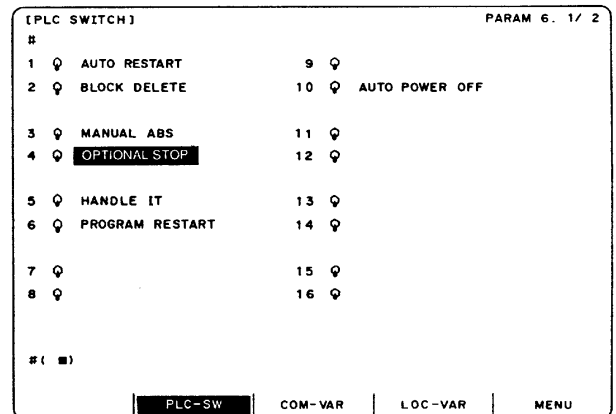 [PLC SWITCH] PARAM 6. 1/ 2
#
1 AUTO RESTART 9
2 BLOCK DELETE 10 AUTO POWER OFF
3 MANUAL ABS 11
4 OPTIONAL STOP 12
5 HANDLE IT 13
6 PROGRAM RESTART 14
7 15
8 16
#( ■)
PLC-SW COM-VAR LOC-VAR MENU